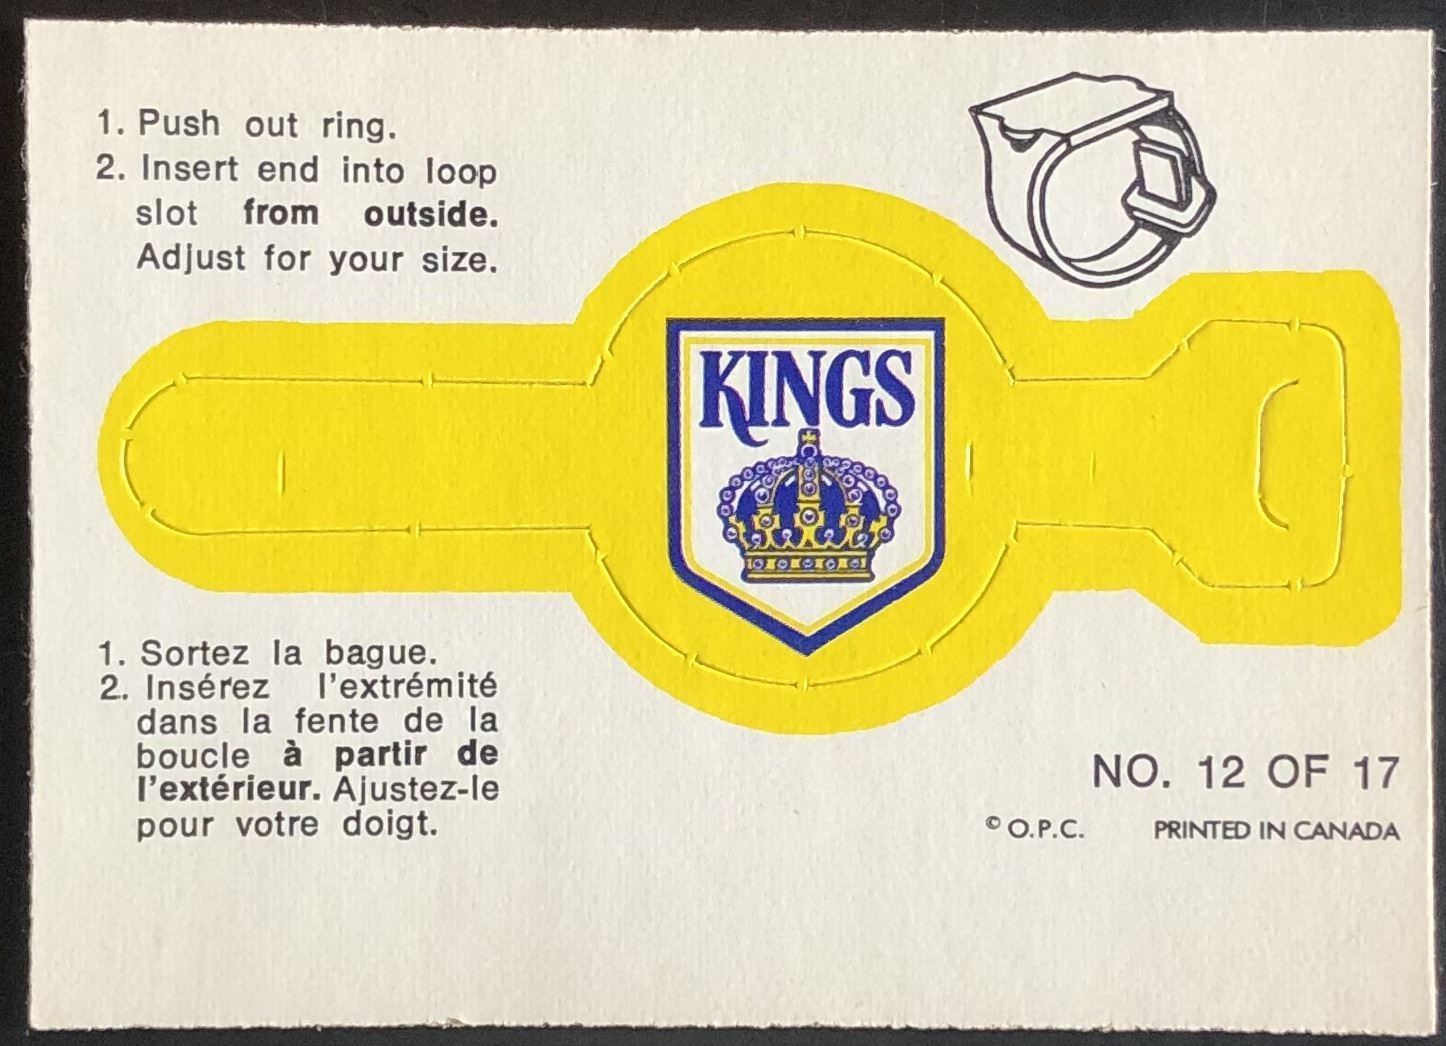 1. Push out ring.
2. Insert end into loop
slot from outside.
Adjust for your size.
KINGS
1. Sortez la bague.
2. Insérez l'extrémité
dans la fente de la
boucle à partir de
l'extérieur. Ajustez-le
pour votre doigt.
NO. 12 OF 17
© O.P.C. PRINTED IN CANADA